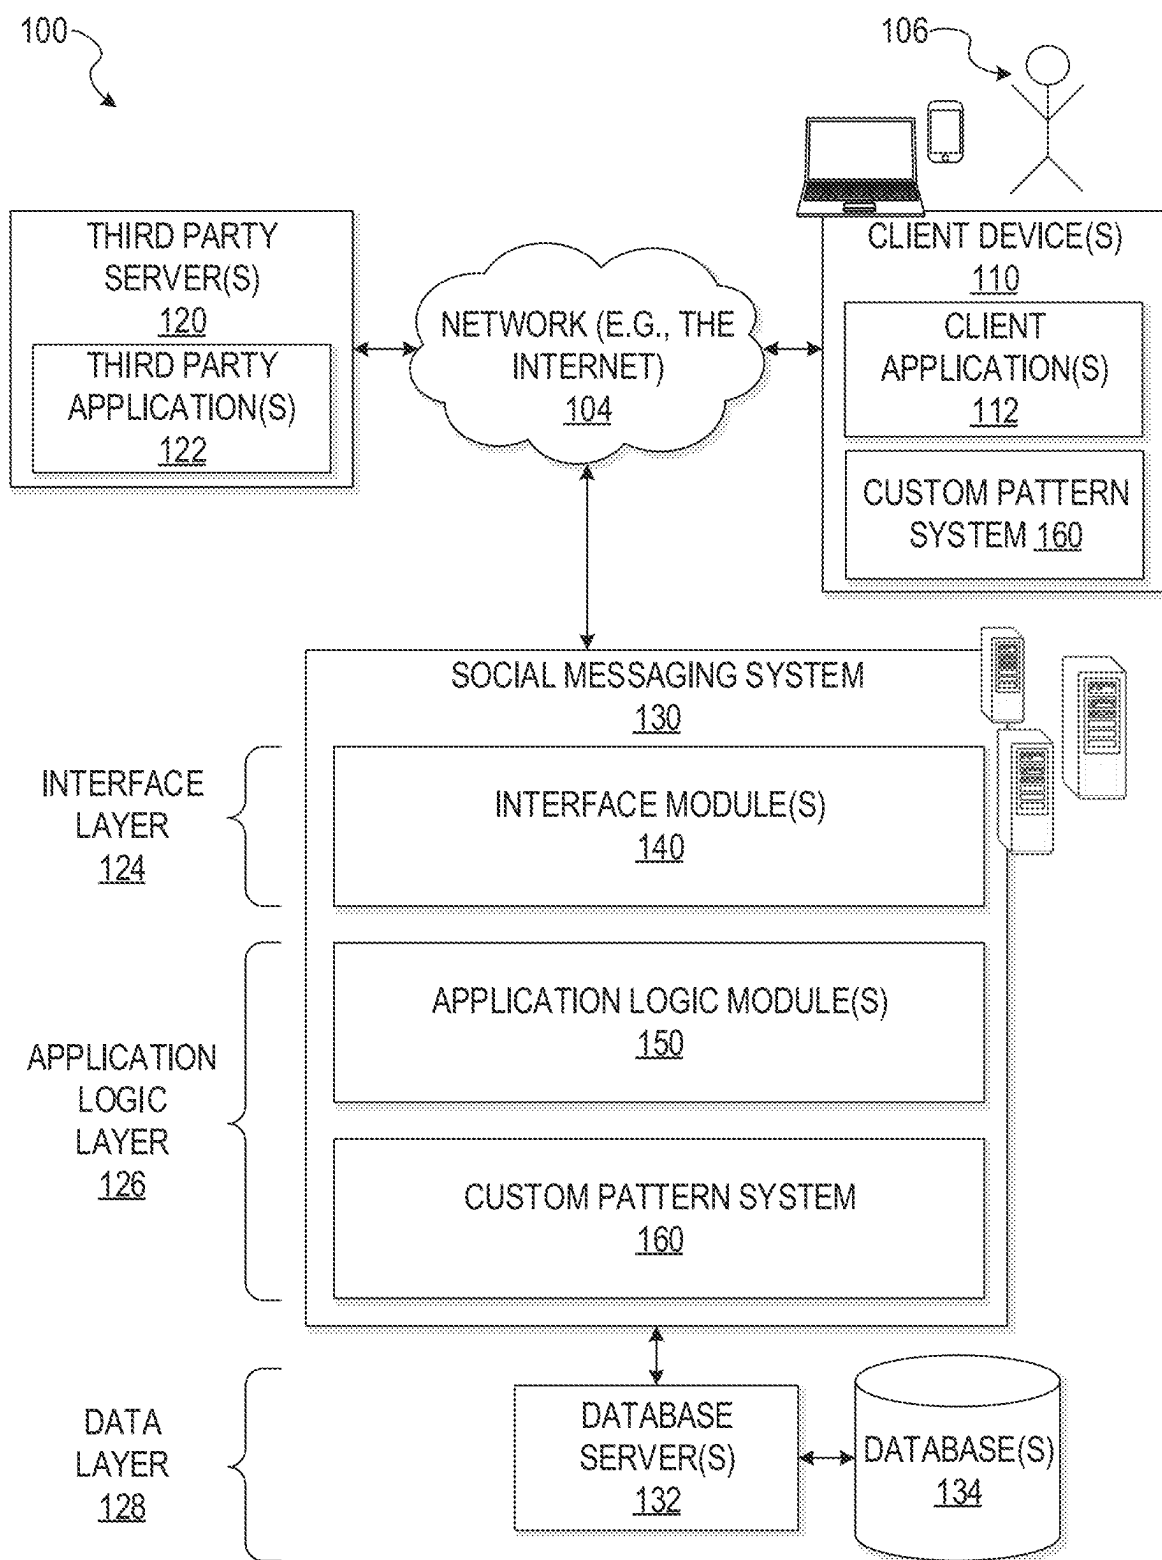 100
106
THIRD PARTY
SERVER(S)
120
THIRD PARTY
APPLICATION(S)
122
NETWORK (E.G., THE
INTERNET)
104
CLIENT DEVICE(S)
110
CLIENT
APPLICATION(S)
112
CUSTOM PATTERN
SYSTEM 160
SOCIAL MESSAGING SYSTEM
130
INTERFACE
LAYER
124
INTERFACE MODULE(S)
140
APPLICATION
LOGIC
LAYER
126
APPLICATION LOGIC MODULE(S)
150
CUSTOM PATTERN SYSTEM
160
DATA
LAYER
128
DATABASE
SERVER(S)
132
DATABASE(S)
134